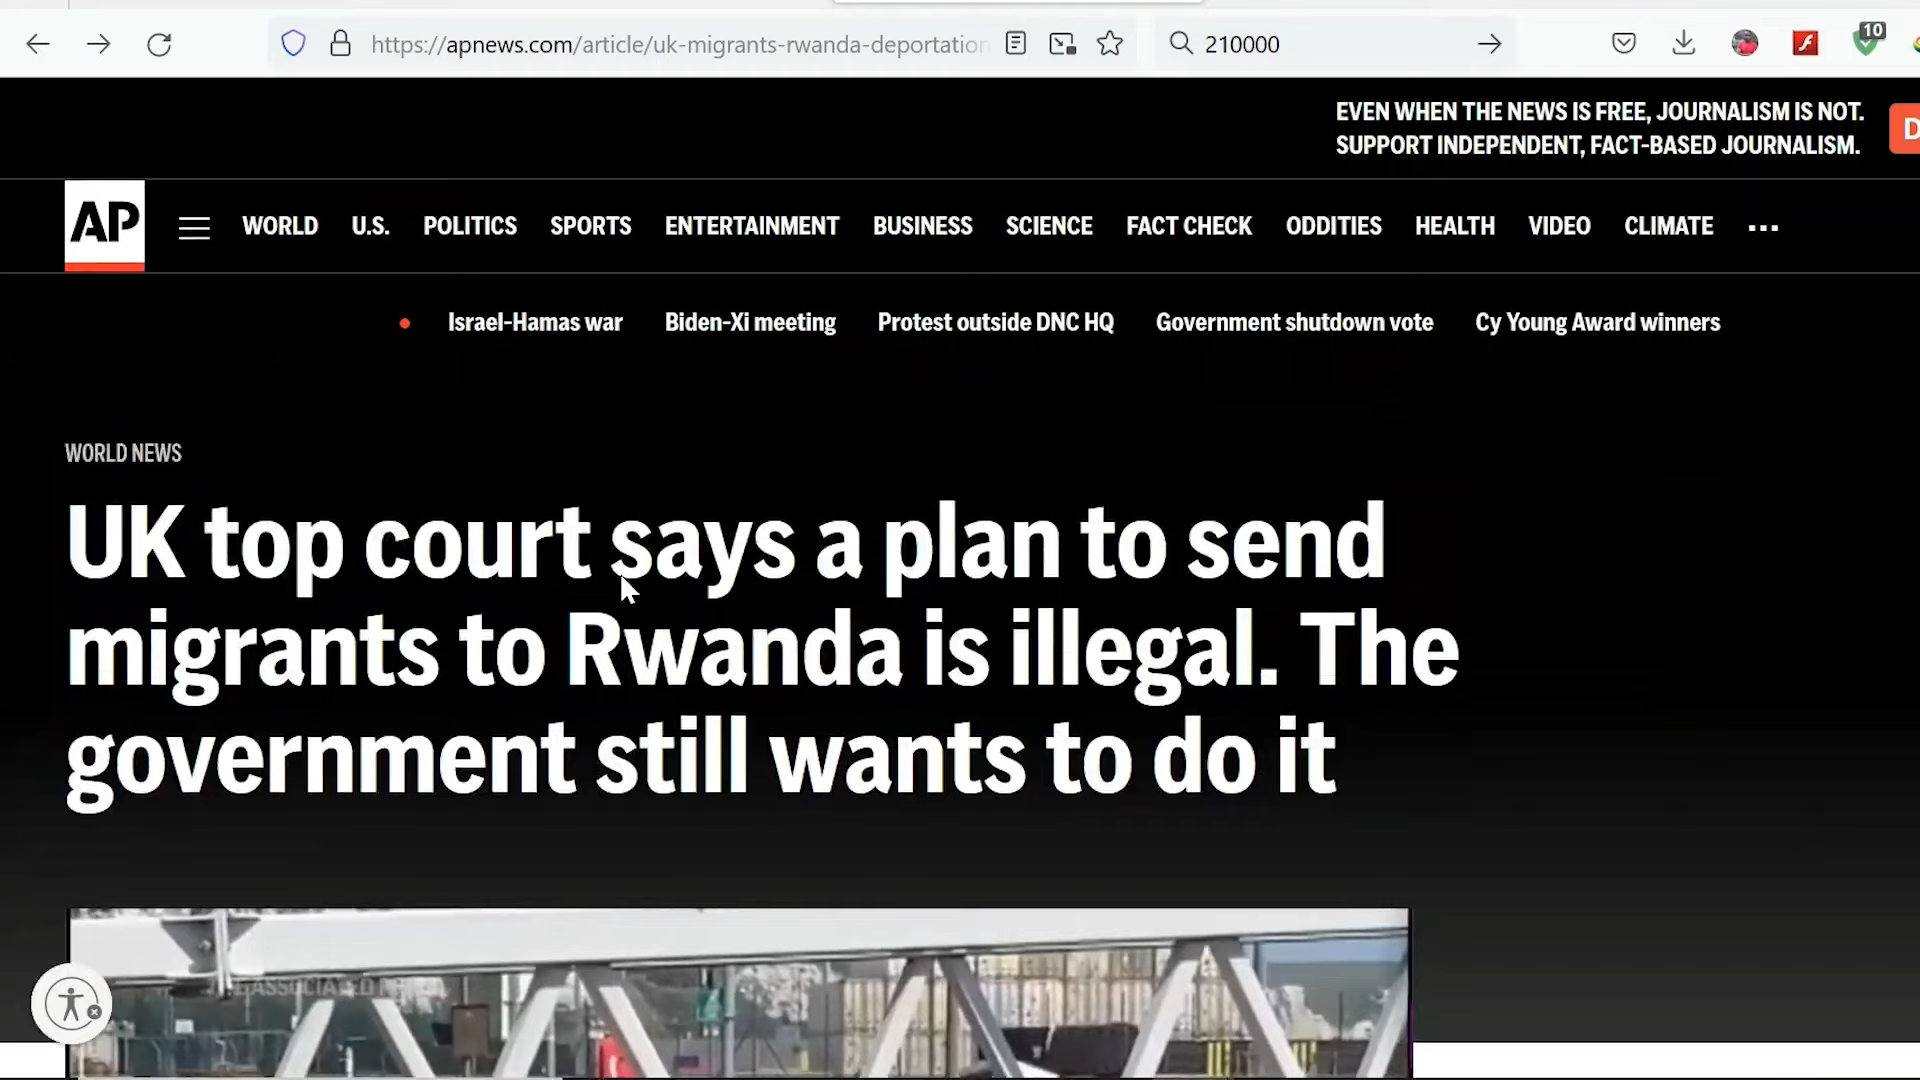 https://apnews.com/article/uk-migrants-rwanda-deportation
210000
10
EVEN WHEN THE NEWS IS FREE, JOURNALISM IS NOT.
SUPPORT INDEPENDENT, FACT-BASED JOURNALISM.
D
AP
WORLD U.S. POLITICS SPORTS ENTERTAINMENT BUSINESS SCIENCE FACT CHECK ODDITIES HEALTH VIDEO CLIMATE ...
Israel-Hamas war Biden-Xi meeting Protest outside DNC HQ Government shutdown vote Cy Young Award winners
WORLD NEWS
UK top court says a plan to send
migrants to Rwanda is illegal. The
government still wants to do it